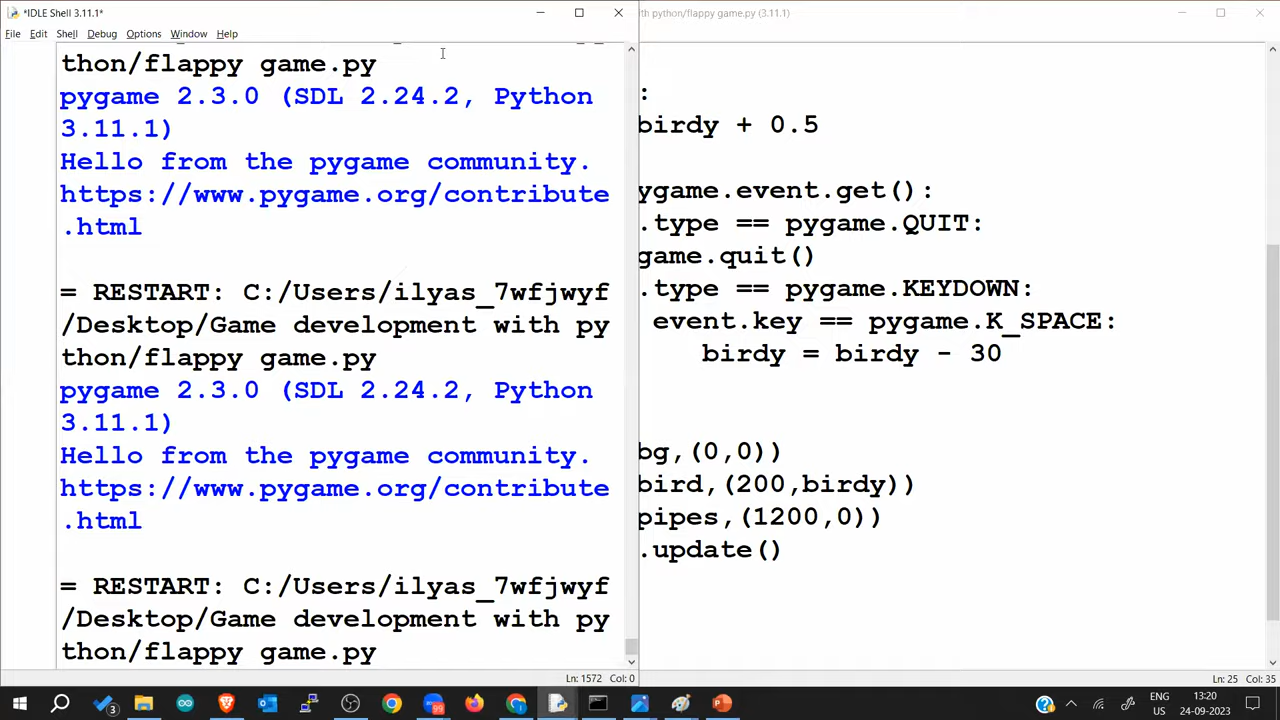 *IDLE Shell 3.11.1*
File Edit Shell Debug Options Window Help
thon/flappy game.py
pygame 2.3.0 (SDL 2.24.2, Python
3.11.1)
Hello from the pygame community.
https://www.pygame.org/contribute
.html
= RESTART: C:/Users/ilyas_7wfjwyf
/Desktop/Game development with py
thon/flappy game.py
pygame 2.3.0 (SDL 2.24.2, Python
3.11.1)
Hello from the pygame community.
https://www.pygame.org/contribute
.html
= RESTART: C:/Users/ilyas_7wfjwyf
/Desktop/Game development with py
thon/flappy game.py
Ln: 1572 Col: 0
th python/flappy game.py (3.11.1)
:
birdy + 0.5
ygame.event.get():
.type == pygame.QUIT:
game.quit()
.type == pygame.KEYDOWN:
event.key == pygame.K_SPACE:
birdy = birdy - 30
bg,(0,0))
bird,(200,birdy))
pipes,(1200,0))
.update()
Ln: 25 Col: 35
3
99
ENG
US
13:20
24-09-2023